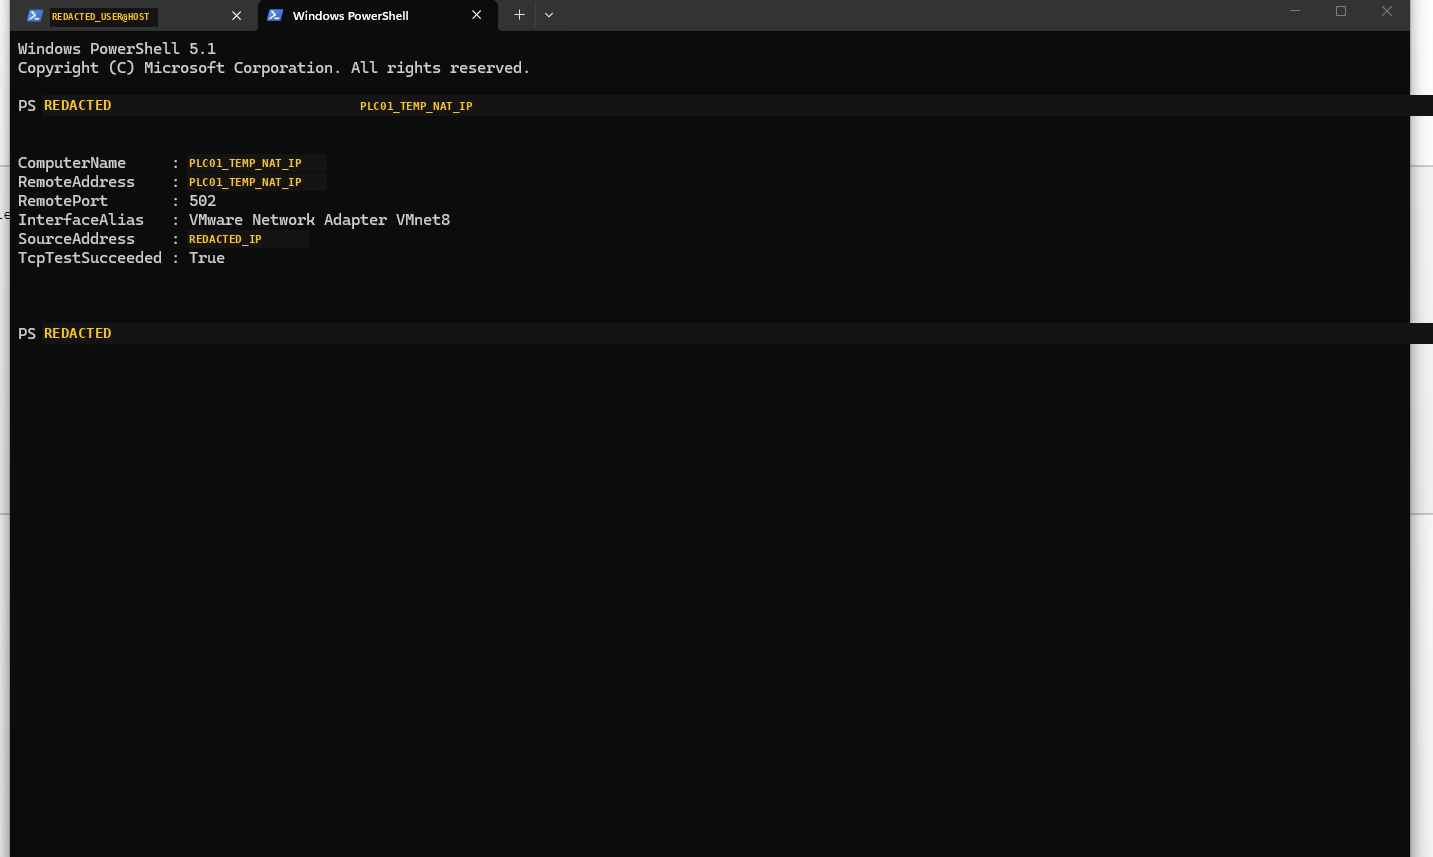 REDACTED_USER@HOST
Windows PowerShell
Windows PowerShell 5.1
Copyright (C) Microsoft Corporation. All rights reserved.
PS REDACTED PLC01_TEMP_NAT_IP
ComputerName : PLC01_TEMP_NAT_IP
RemoteAddress : PLC01_TEMP_NAT_IP
RemotePort : 502
InterfaceAlias : VMware Network Adapter VMnet8
SourceAddress : REDACTED_IP
TcpTestSucceeded : True
PS REDACTED